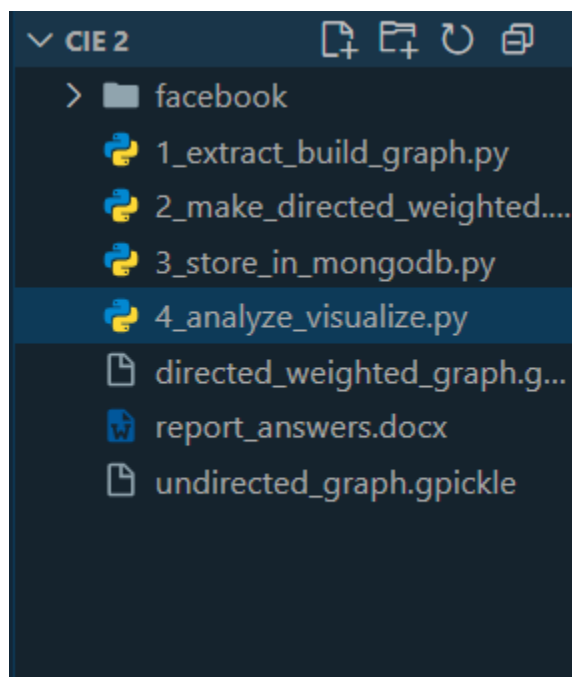 CIE 2
facebook
1_extract_build_graph.py
2_make_directed_weighted....
3_store_in_mongodb.py
4_analyze_visualize.py
directed_weighted_graph.g...
report_answers.docx
undirected_graph.gpickle